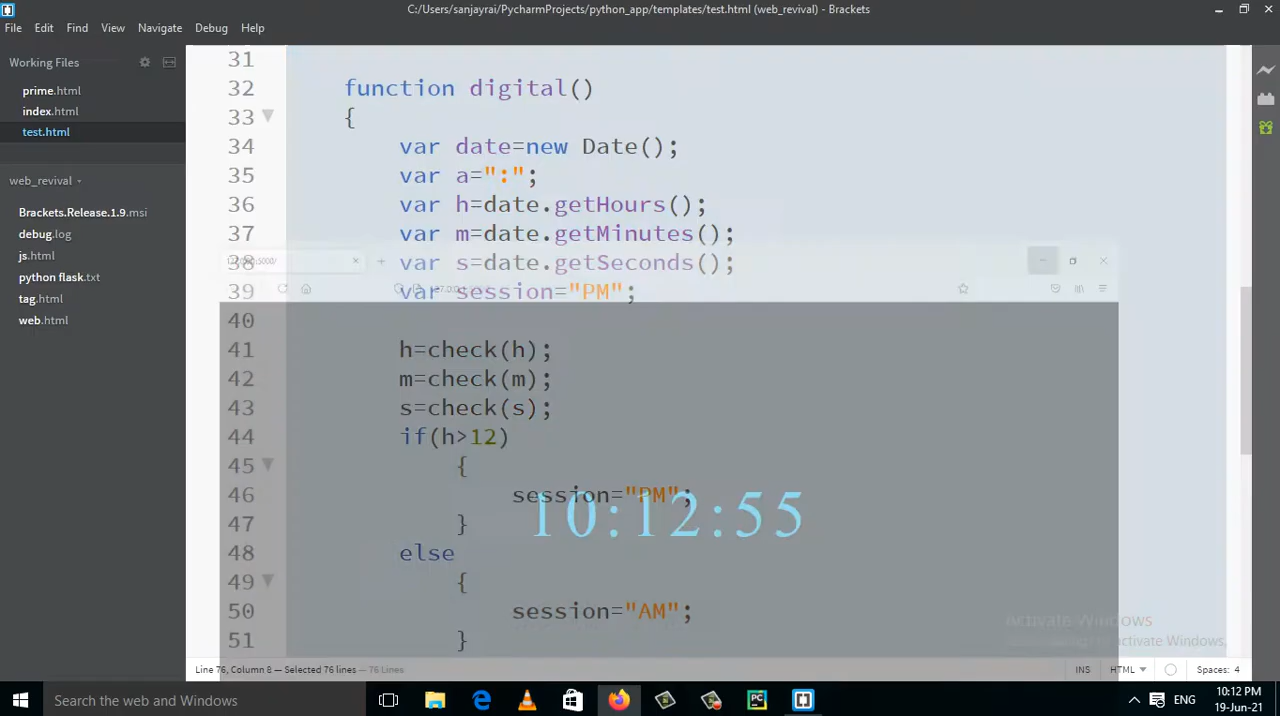 C:/Users/sanjayrai/PycharmProjects/python_app/templates/test.html (web_revival) - Brackets
File Edit Find View Navigate Debug Help
Working Files
prime.html
index.html
test.html
web_revival
Brackets.Release.1.9.msi
debug.log
js.html
python flask.txt
tag.html
web.html
31
32 function digital()
33 {
34 var date=new Date();
35 var a=":";
36 var h=date.getHours();
37 var m=date.getMinutes();
38 var s=date.getSeconds();
39 var session="PM";
40
41 h=check(h);
42 m=check(m);
43 s=check(s);
44 if(h>12)
45 {
46 session="PM";
10:12:55
47 }
48 else
49 {
50 session="AM";
51 }
Activate Windows
Line 76, Column 8 — Selected 76 lines — 76 Lines
INS HTML Spaces: 4
Search the web and Windows
ENG
10:12 PM
19-Jun-21